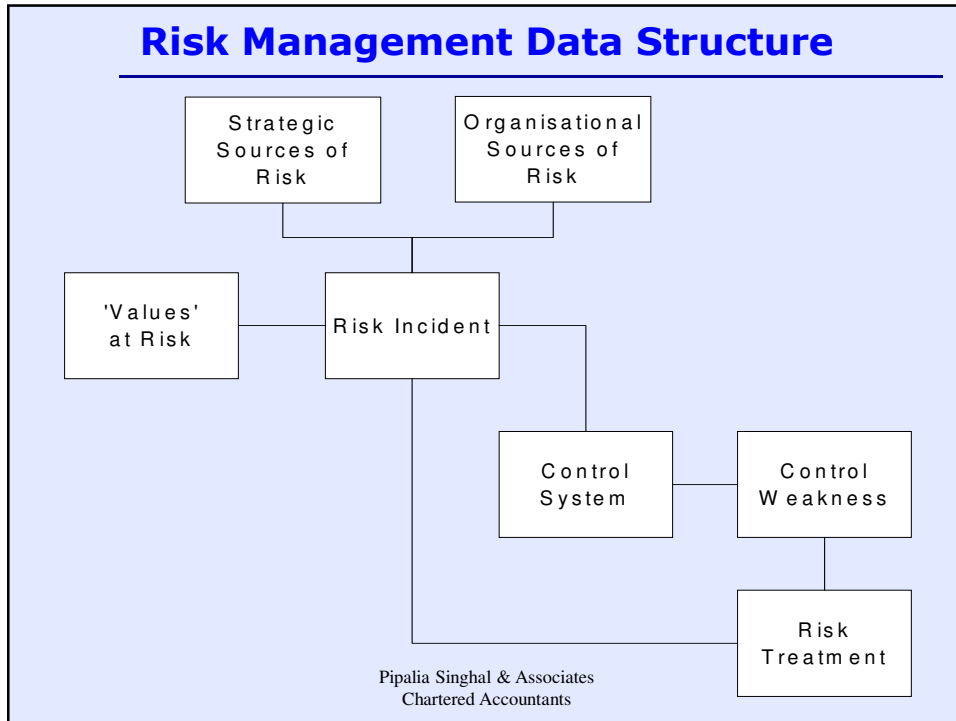 Risk Management Data Structure
Strategic
Sources of
Risk
Organisational
Sources of
Risk
'Values'
at Risk
Risk Incident
Control
System
Control
Weakness
Risk
Treatment
Pipalia Singhal & Associates
Chartered Accountants